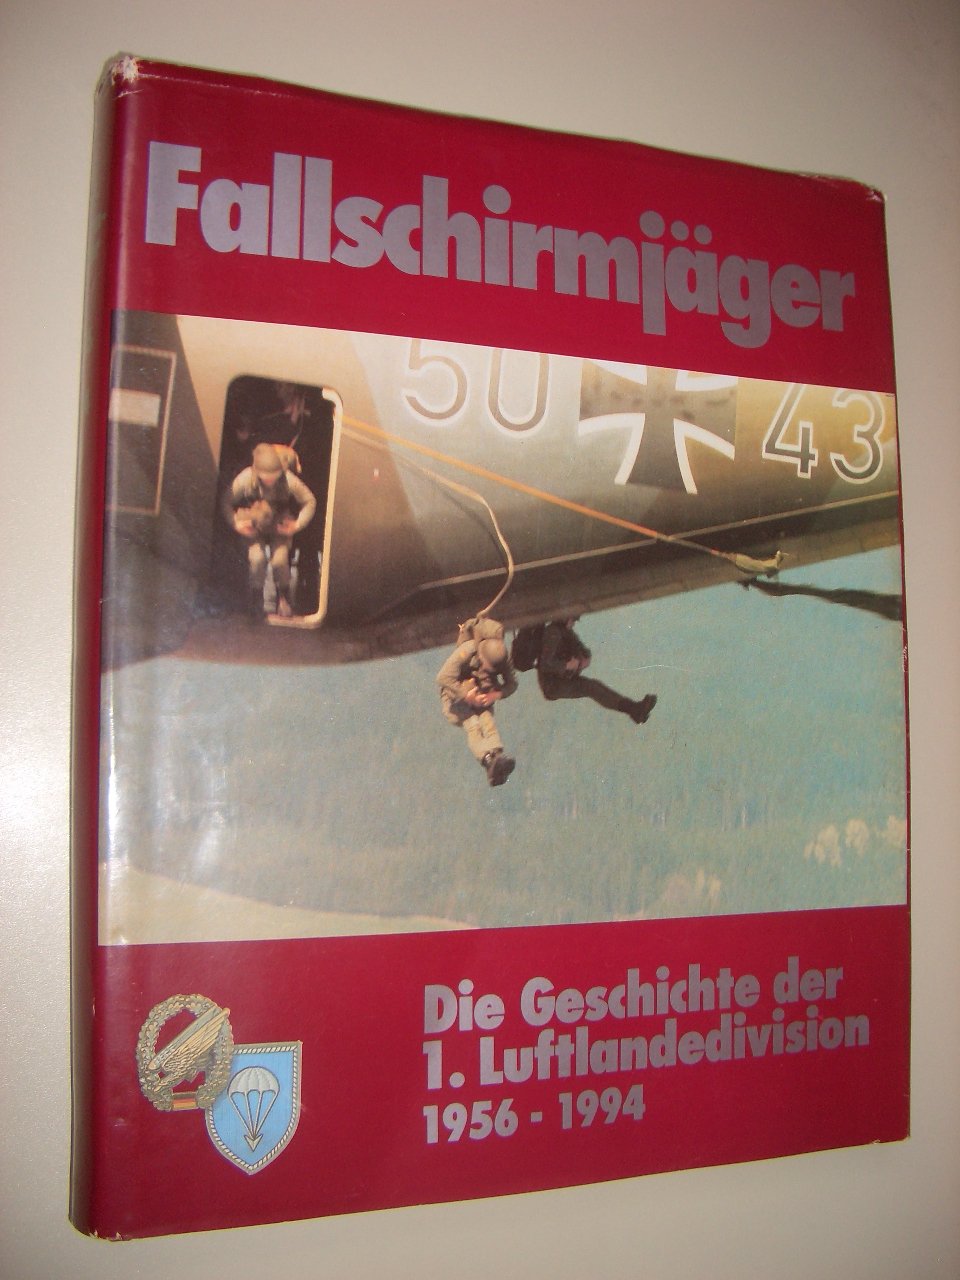 Fallschirmjäger
50 43
Die Geschichte der
1. Luftlandedivision
1956 - 1994